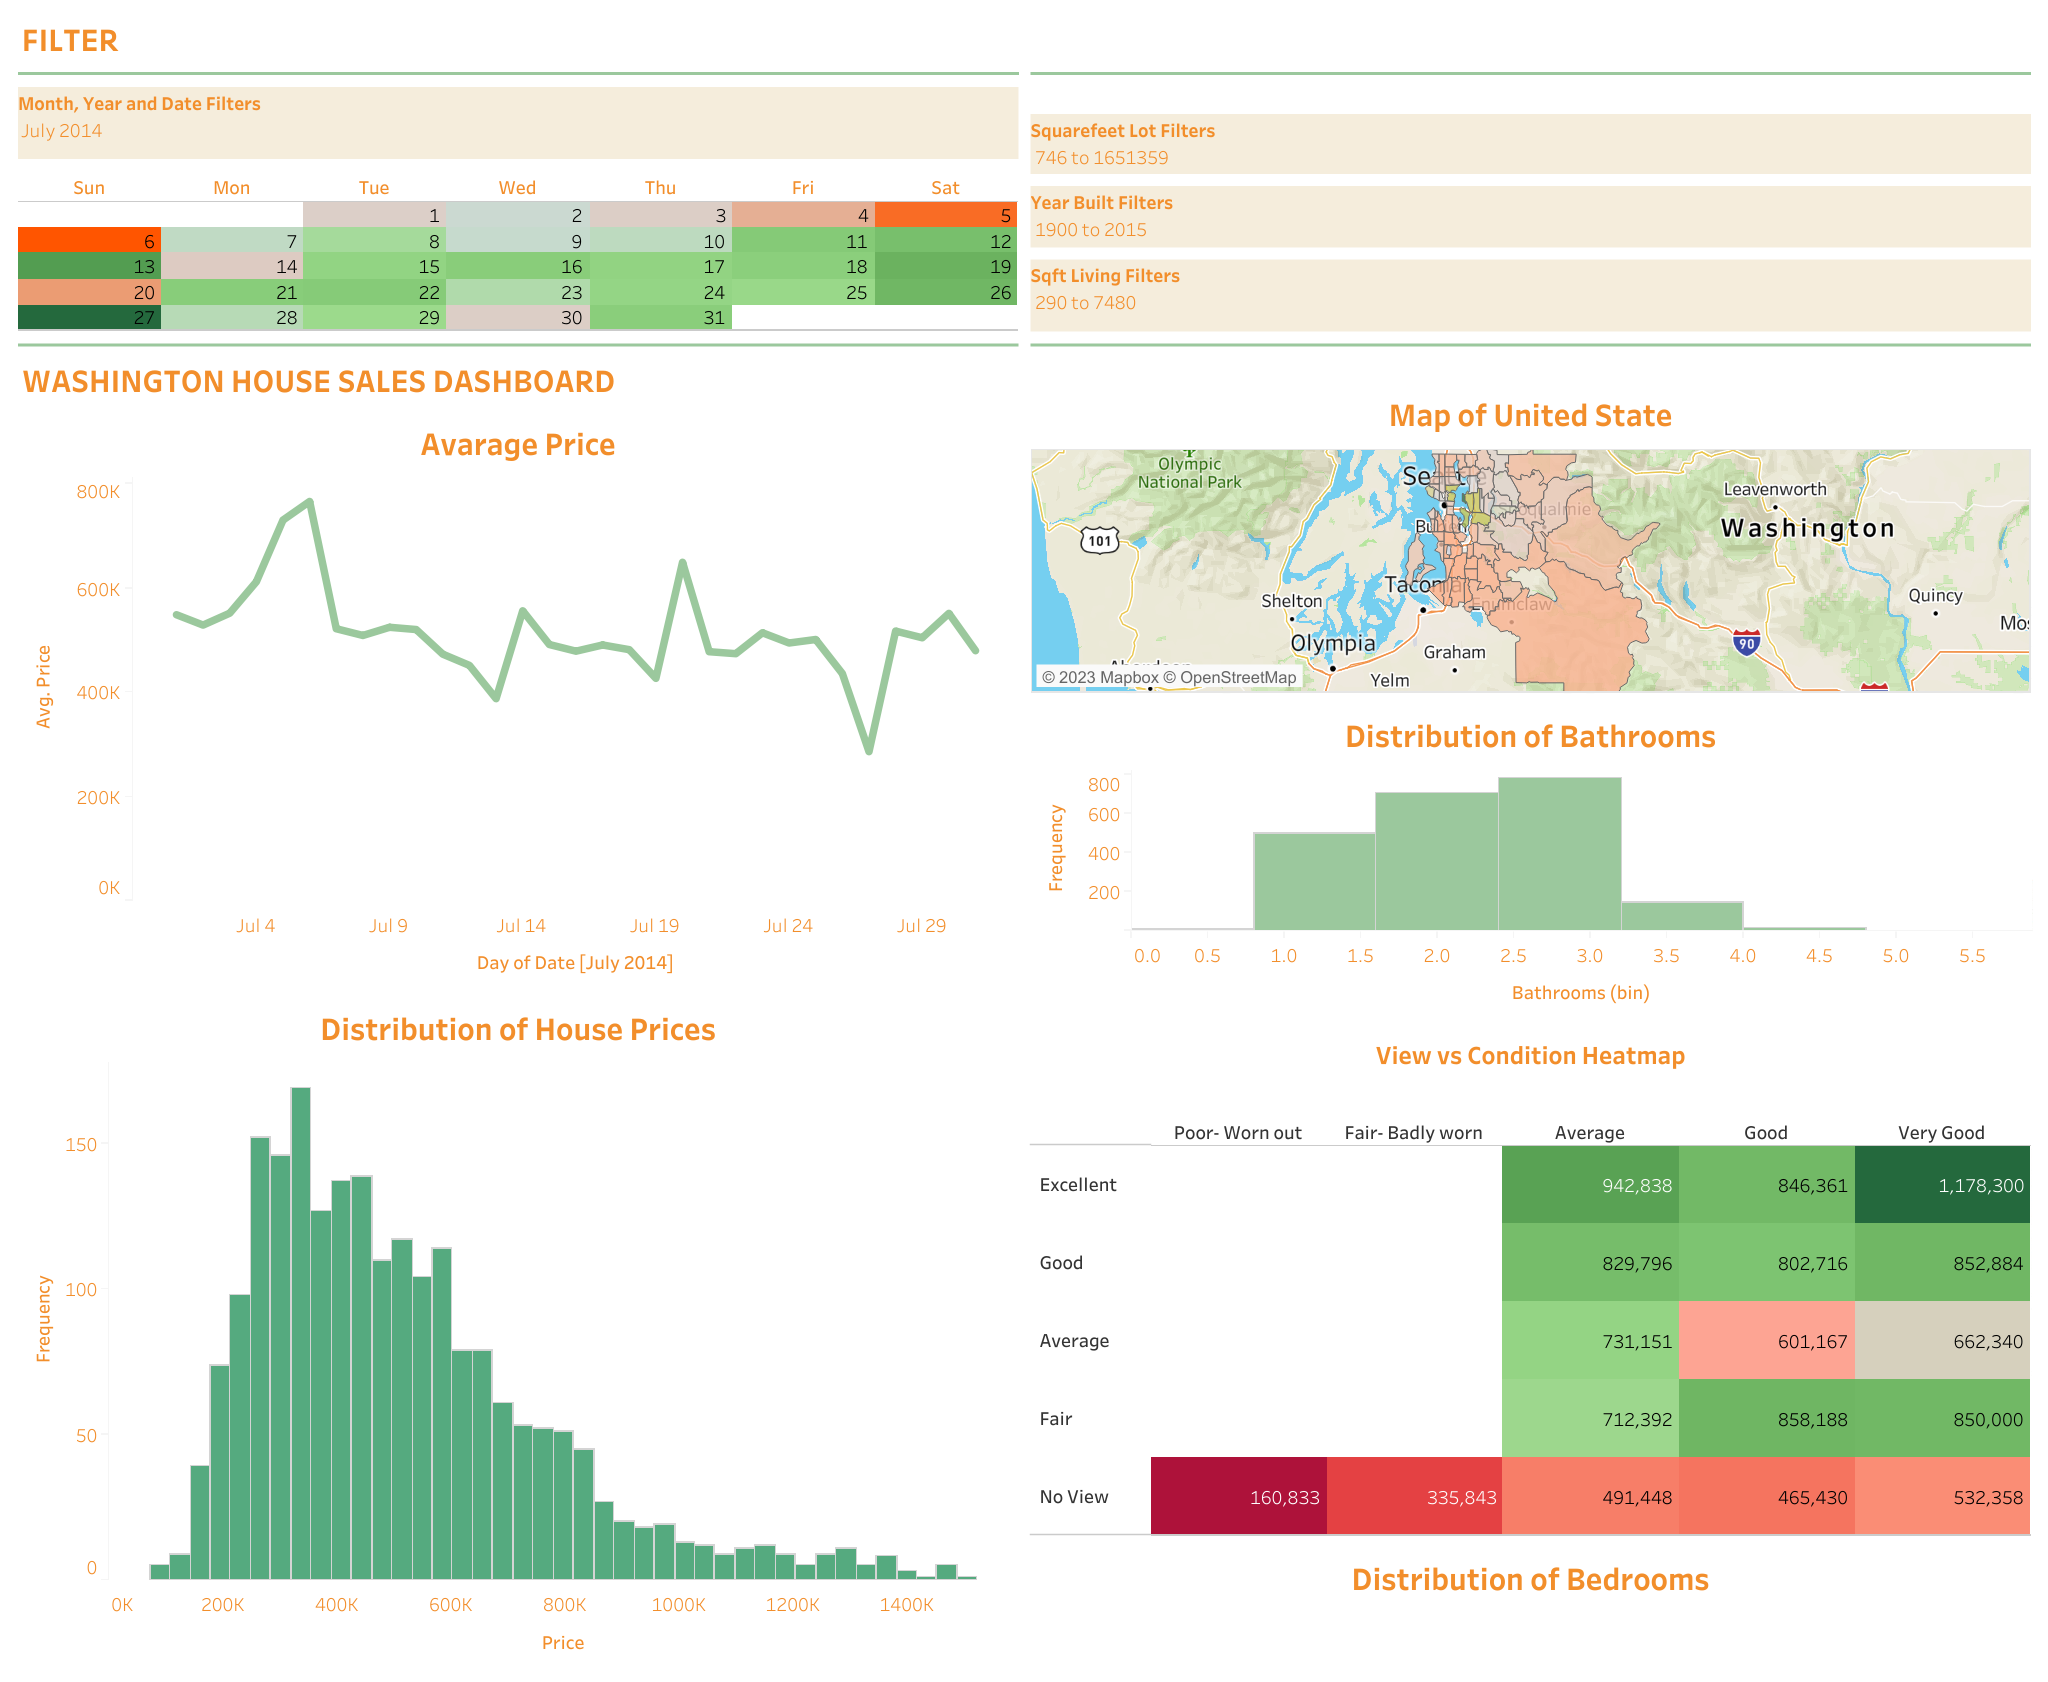 FILTER
Month, Year and Date Filters
July 2014
Sun Mon Tue Wed Thu Fri Sat
1 2 3 4 5
6 7 8 9 10 11 12
13 14 15 16 17 18 19
20 21 22 23 24 25 26
27 28 29 30 31
Squarefeet Lot Filters
746 to 1651359
Year Built Filters
1900 to 2015
Sqft Living Filters
290 to 7480
WASHINGTON HOUSE SALES DASHBOARD
Avarage Price
800K
600K
400K
200K
0K
Avg. Price
Jul 4 Jul 9 Jul 14 Jul 19 Jul 24 Jul 29
Day of Date [July 2014]
Map of United State
Olympic
National Park
101
Shelton
Olympia
Graham
Yelm
Leavenworth
Washington
Quincy
90
Enumclaw
© 2023 Mapbox © OpenStreetMap
Distribution of Bathrooms
800
600
400
200
Frequency
0.0 0.5 1.0 1.5 2.0 2.5 3.0 3.5 4.0 4.5 5.0 5.5
Bathrooms (bin)
Distribution of House Prices
150
100
50
0
Frequency
0K 200K 400K 600K 800K 1000K 1200K 1400K
Price
View vs Condition Heatmap
Poor- Worn out Fair- Badly worn Average Good Very Good
Excellent 942,838 846,361 1,178,300
Good 829,796 802,716 852,884
Average 731,151 601,167 662,340
Fair 712,392 858,188 850,000
No View 160,833 335,843 491,448 465,430 532,358
Distribution of Bedrooms